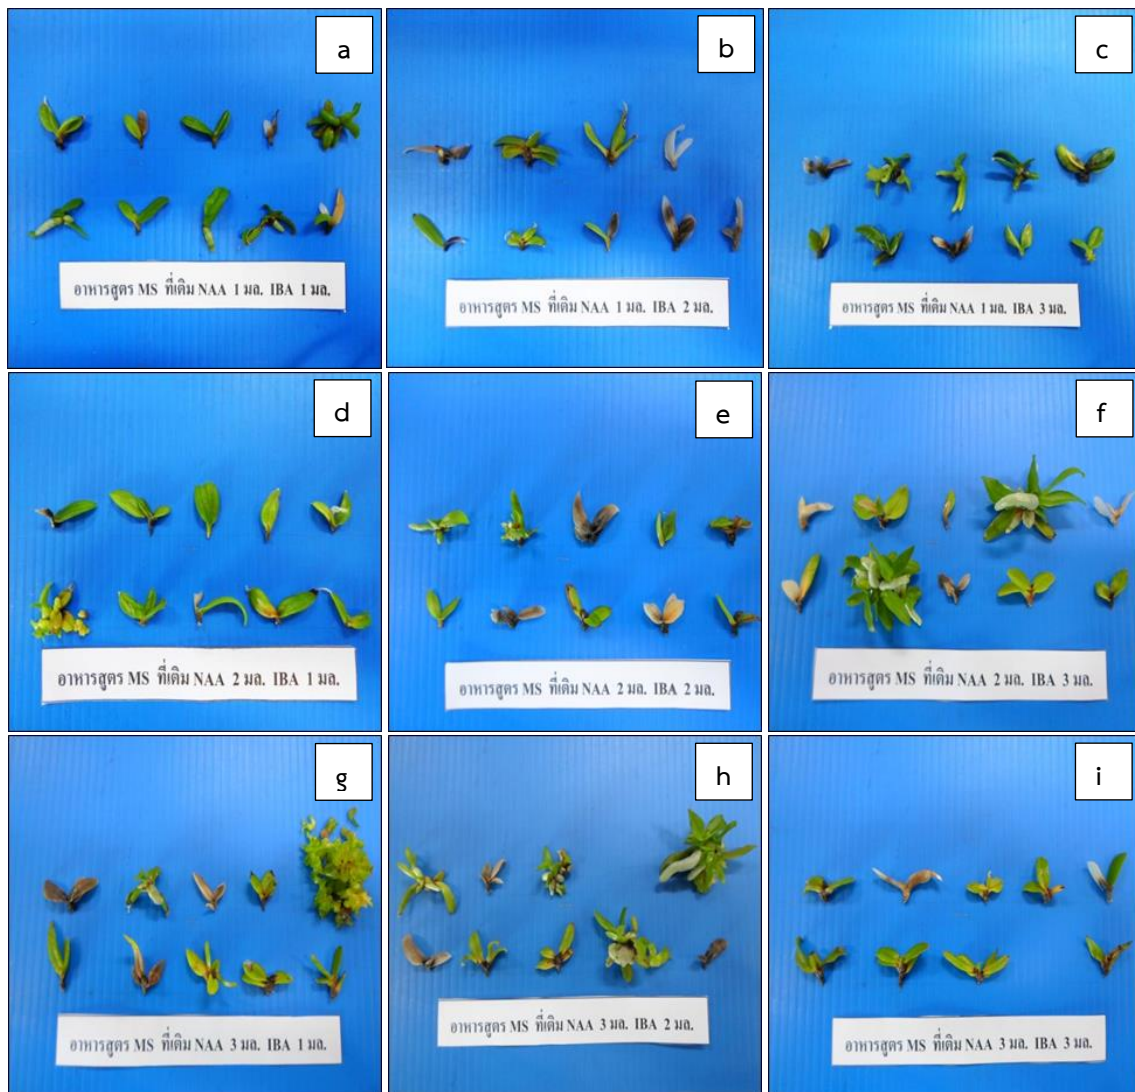 a
b
c
อาหารสูตร MS ที่เติม NAA 1 มล. IBA 1 มล.
อาหารสูตร MS ที่เติม NAA 1 มล. IBA 2 มล.
อาหารสูตร MS ที่เติม NAA 1 มล. IBA 3 มล.
d
e
f
อาหารสูตร MS ที่เติม NAA 2 มล. IBA 1 มล.
อาหารสูตร MS ที่เติม NAA 2 มล. IBA 2 มล.
อาหารสูตร MS ที่เติม NAA 2 มล. IBA 3 มล.
g
h
i
อาหารสูตร MS ที่เติม NAA 3 มล. IBA 1 มล.
อาหารสูตร MS ที่เติม NAA 3 มล. IBA 2 มล.
อาหารสูตร MS ที่เติม NAA 3 มล. IBA 3 มล.